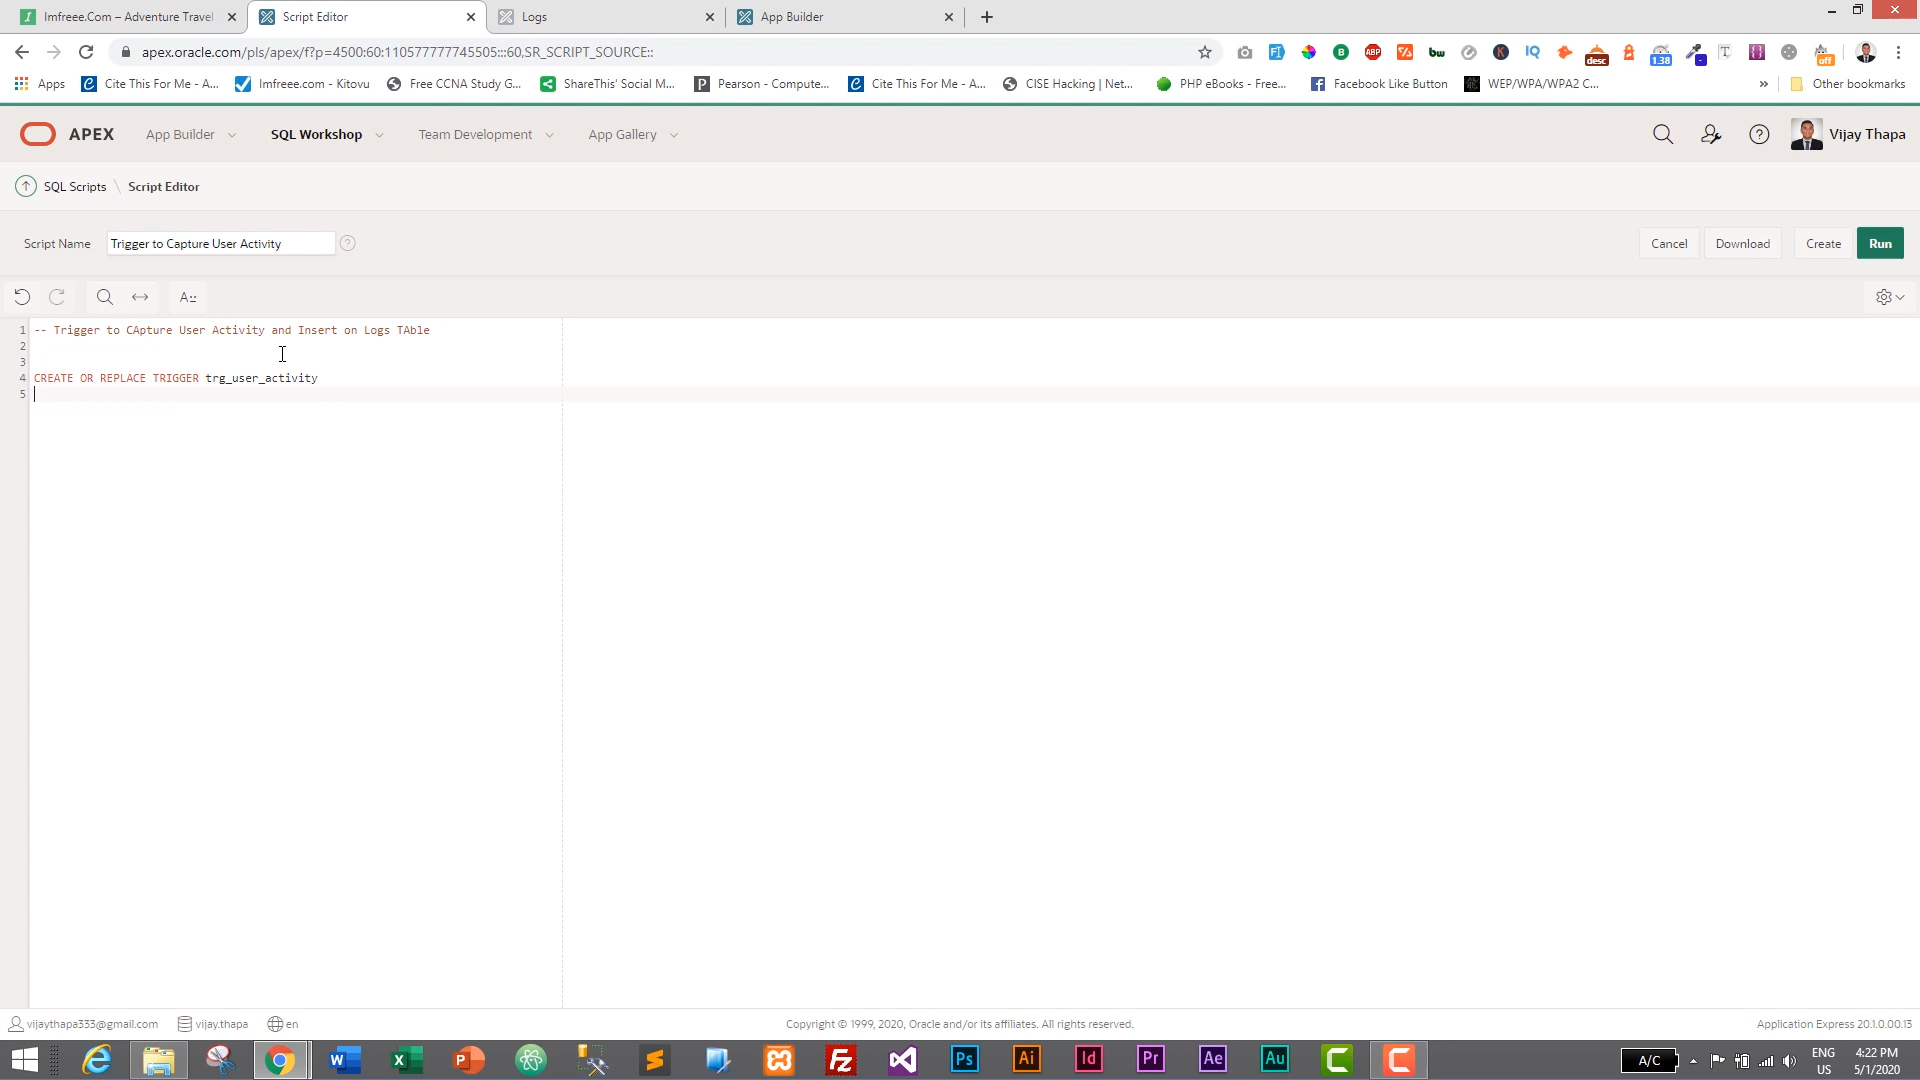 Imfreee.Com – Adventure Travel
Script Editor
Logs
App Builder
apex.oracle.com/pls/apex/f?p=4500:60:110577777745505:::60,SR_SCRIPT_SOURCE::
Apps
Cite This For Me - A...
Imfreee.com - Kitovu
Free CCNA Study G...
ShareThis' Social M...
Pearson - Compute...
Cite This For Me - A...
CISE Hacking | Net...
PHP eBooks - Free...
Facebook Like Button
WEP/WPA/WPA2 C...
»
Other bookmarks
APEX
App Builder
SQL Workshop
Team Development
App Gallery
Vijay Thapa
SQL Scripts \ Script Editor
Script Name
Trigger to Capture User Activity
Cancel
Download
Create
Run
1 -- Trigger to CApture User Activity and Insert on Logs TAble
2
3
4 CREATE OR REPLACE TRIGGER trg_user_activity
5
vijaythapa333@gmail.com
vijay.thapa
en
Copyright © 1999, 2020, Oracle and/or its affiliates. All rights reserved.
Application Express 20.1.0.00.13
A/C
ENG
US
4:22 PM
5/1/2020